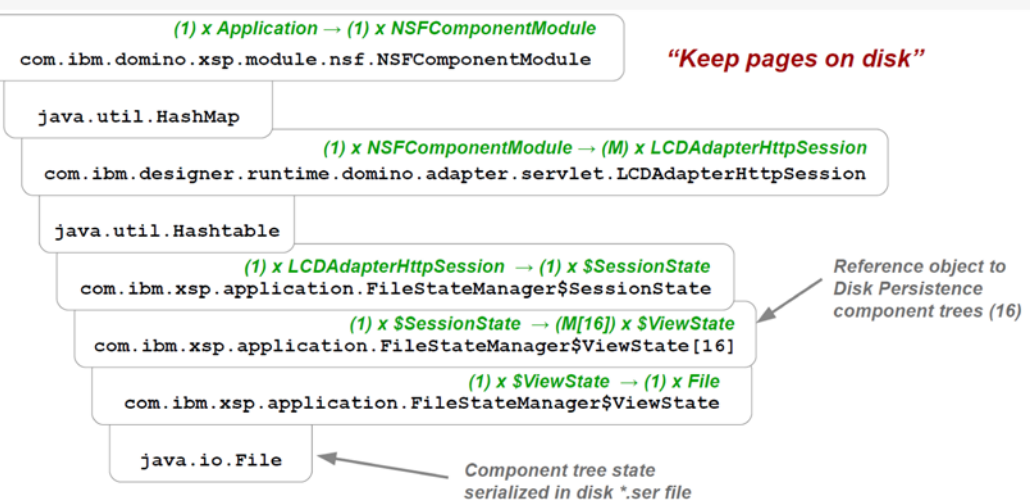 (1) x Application → (1) x NSFComponentModule
com.ibm.domino.xsp.module.nsf.NSFComponentModule
"Keep pages on disk"
java.util.HashMap
(1) x NSFComponentModule → (M) x LCDAdapterHttpSession
com.ibm.designer.runtime.domino.adapter.servlet.LCDAdapterHttpSession
java.util.Hashtable
(1) x LCDAdapterHttpSession → (1) x $SessionState
com.ibm.xsp.application.FileStateManager$SessionState
Reference object to
Disk Persistence
component trees (16)
(1) x $SessionState → (M[16]) x $ViewState
com.ibm.xsp.application.FileStateManager$ViewState[16]
(1) x $ViewState → (1) x File
com.ibm.xsp.application.FileStateManager$ViewState
java.io.File
Component tree state
serialized in disk *.ser file